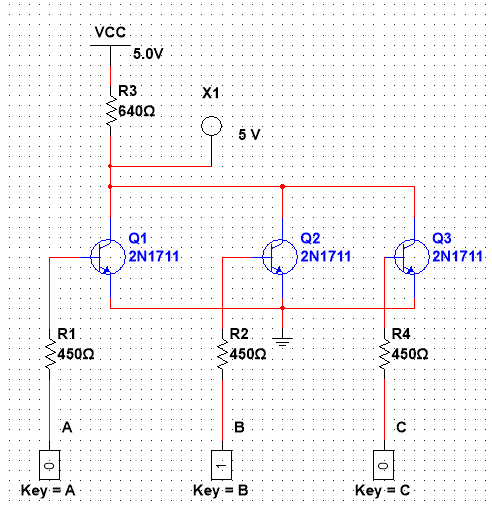 VCC
5.0V
R3
640Ω
X1
5 V
Q1
2N1711
Q2
2N1711
Q3
2N1711
R1
450Ω
R2
450Ω
R4
450Ω
A
B
C
0
1
0
Key = A
Key = B
Key = C